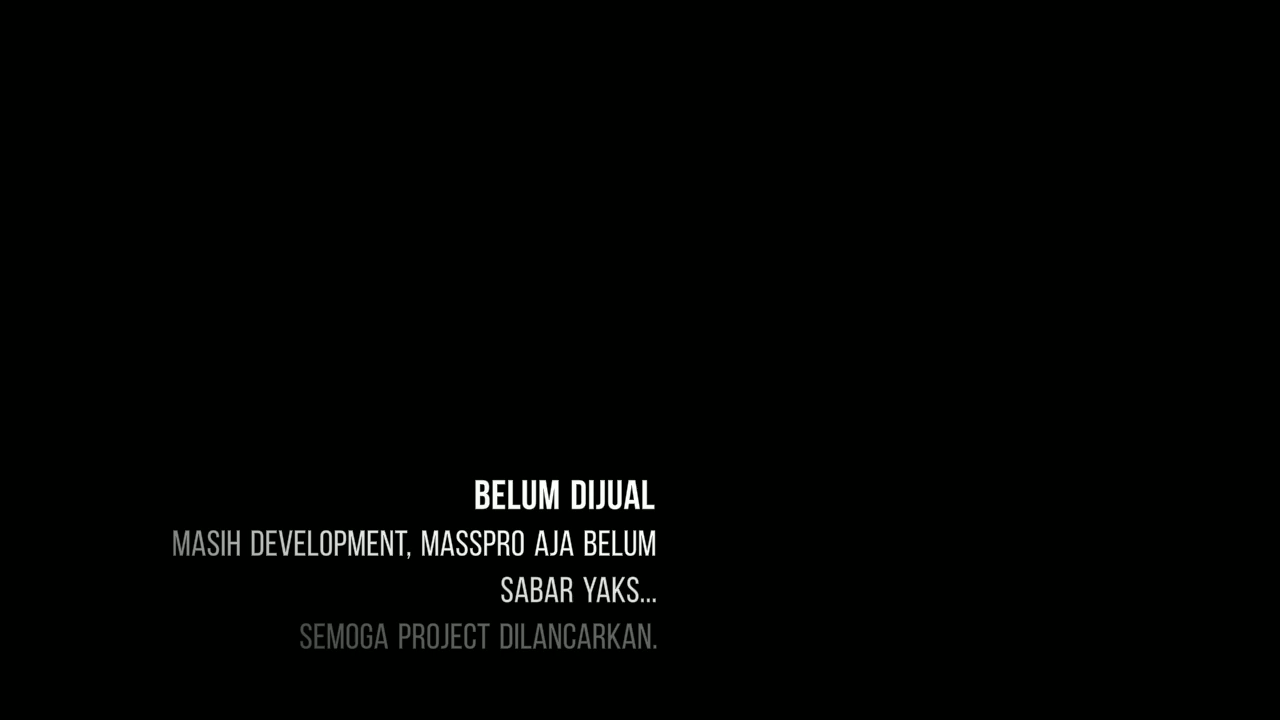 BELUM DIJUAL
MASIH DEVELOPMENT, MASSPRO AJA BELUM
SABAR YAKS...
SEMOGA PROJECT DILANCARKAN.